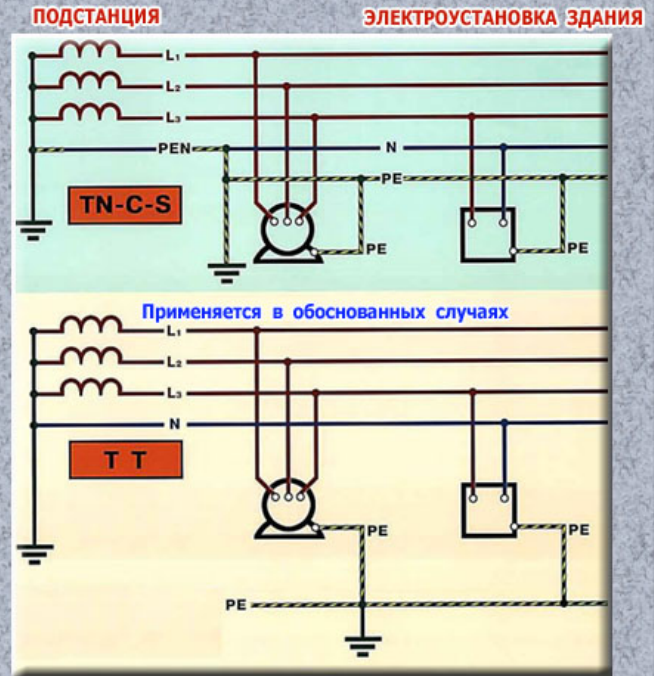 ПОДСТАНЦИЯ ЭЛЕКТРОУСТАНОВКА ЗДАНИЯ
L₁
L₂
L₃
PEN N
PE
TN-C-S
PE PE
Применяется в обоснованных случаях
L₁
L₂
L₃
N
T T
PE PE
PE